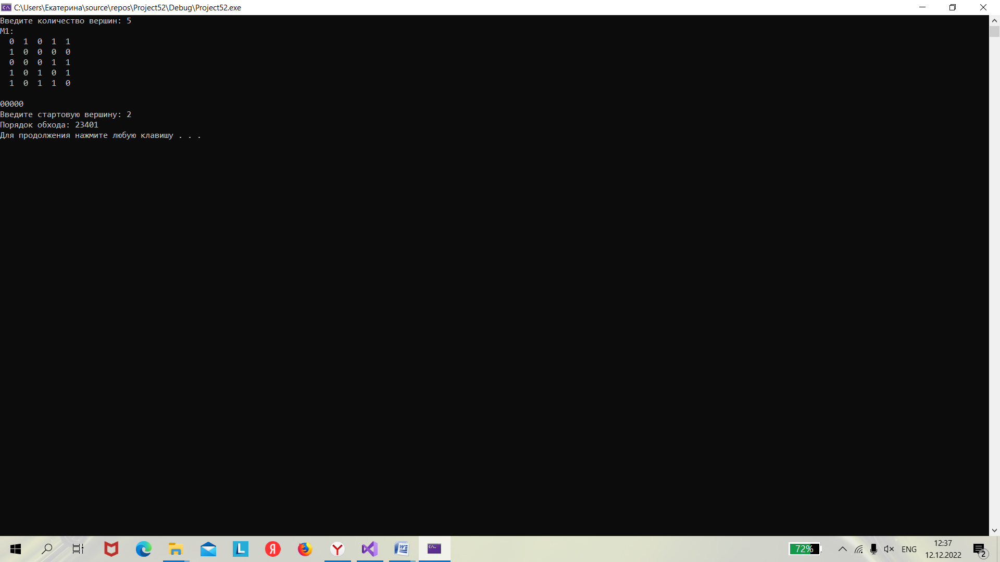 C:\Users\Екатерина\source\repos\Project52\Debug\Project52.exe
Введите количество вершин: 5
M1:
0 1 0 1 1
1 0 0 0 0
0 0 0 1 1
1 0 1 0 1
1 0 1 1 0
00000
Введите стартовую вершину: 2
Порядок обхода: 23401
Для продолжения нажмите любую клавишу . . .
72%
ENG
12:37
12.12.2022
2